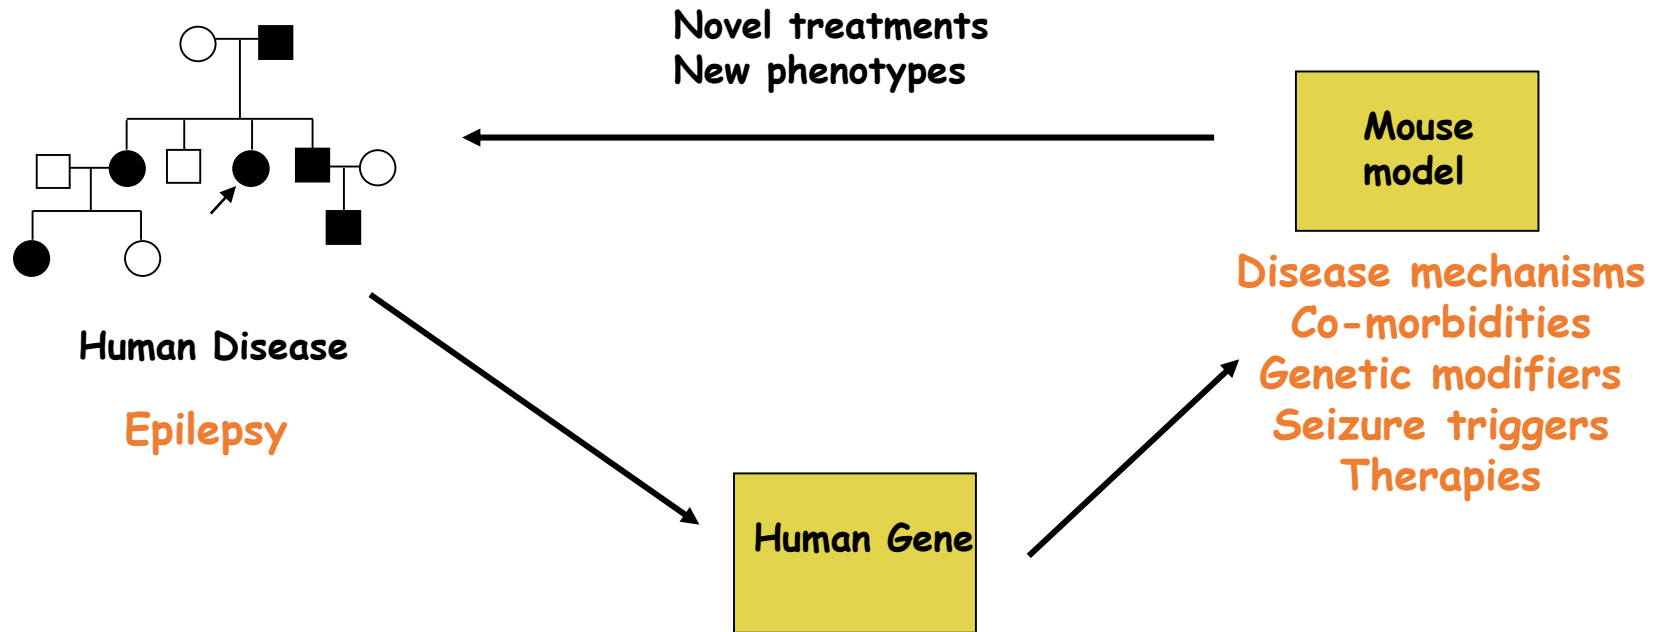 Novel treatments
New phenotypes
Mouse
model
Human Disease
Epilepsy
Disease mechanisms
Co-morbidities
Genetic modifiers
Seizure triggers
Therapies
Human Gene